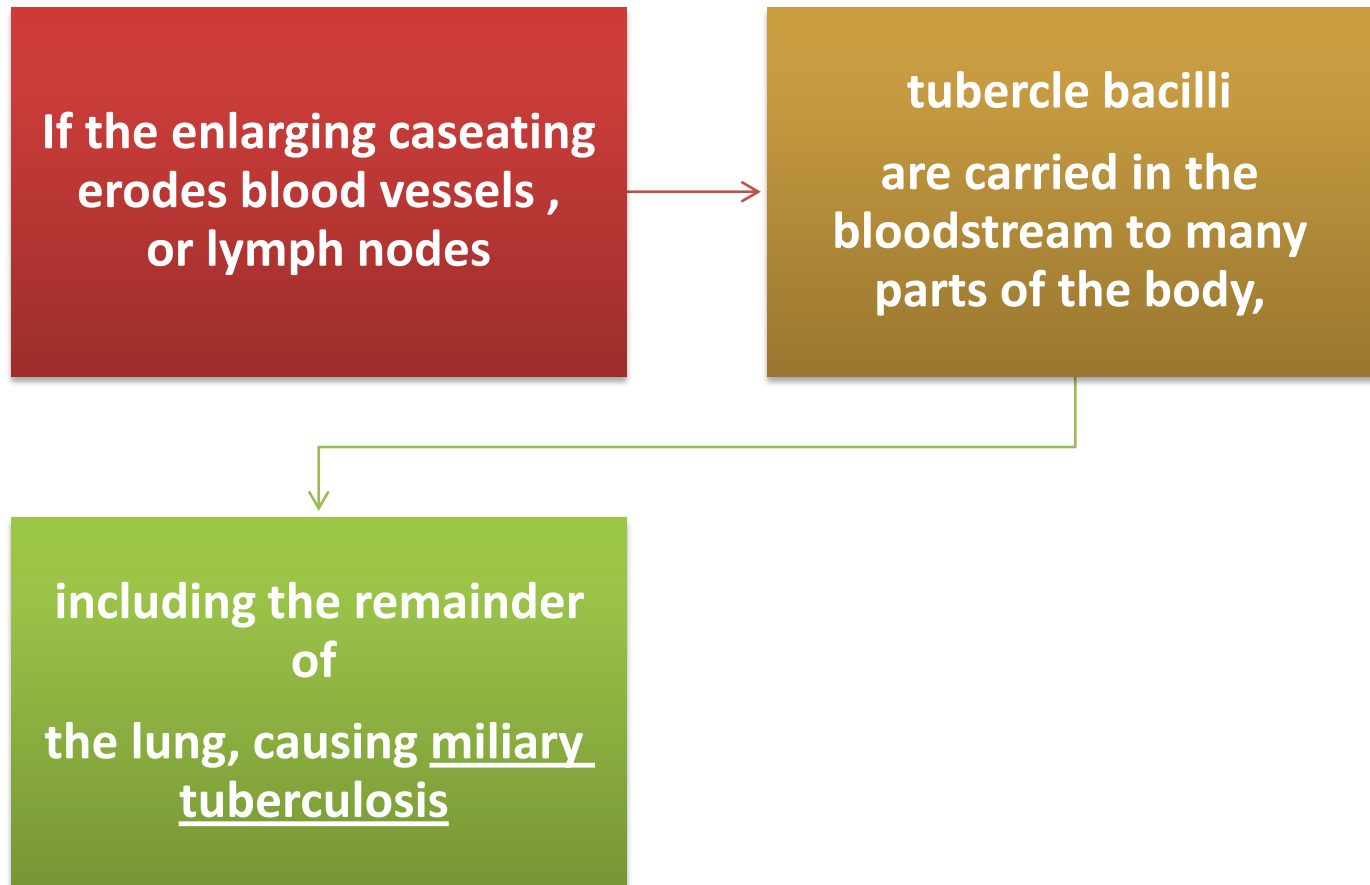 If the enlarging caseating
erodes blood vessels ,
or lymph nodes
tubercle bacilli
are carried in the
bloodstream to many
parts of the body,
including the remainder
of
the lung, causing miliary
tuberculosis